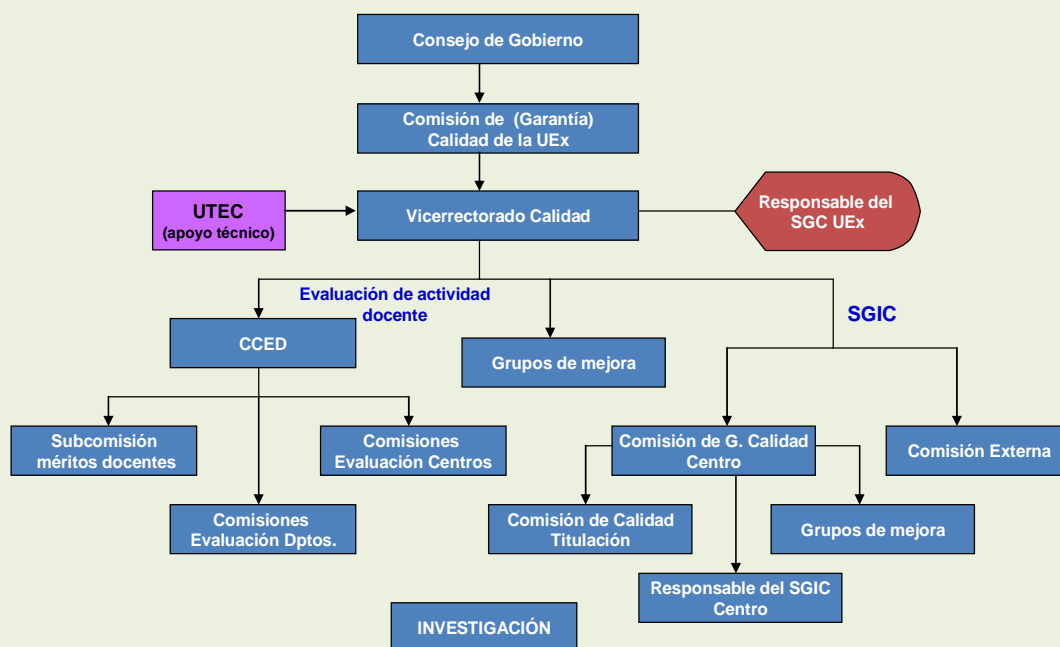 Consejo de Gobierno
Comisión de (Garantía)
Calidad de la UEx
UTEC
(apoyo técnico)
Vicerrectorado Calidad
Responsable del
SGC UEx
Evaluación de actividad
docente
SGIC
CCED
Grupos de mejora
Subcomisión
méritos docentes
Comisiones
Evaluación Centros
Comisión de G. Calidad
Centro
Comisión Externa
Comisiones
Evaluación Dptos.
Comisión de Calidad
Titulación
Grupos de mejora
Responsable del SGIC
Centro
INVESTIGACIÓN